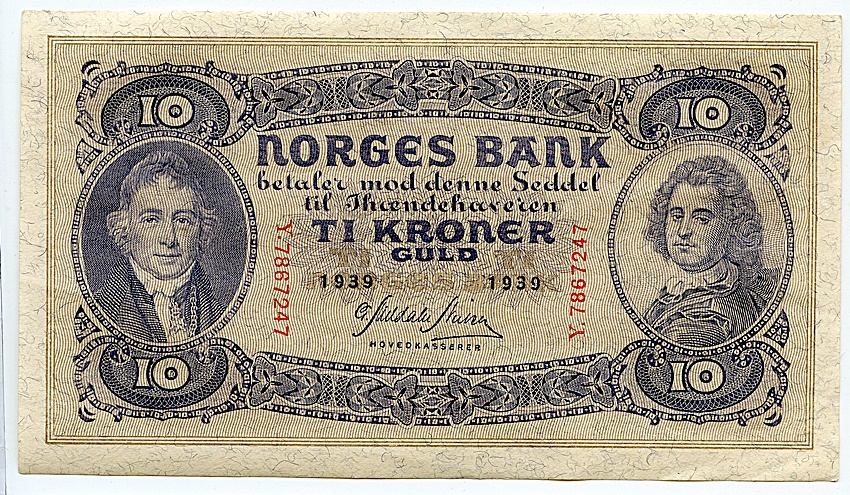 10 10
NORGES BANK
betaler mod denne Seddel
til Ihændehaveren
TI KRONER
GULD
1939 1939
Y.7867247 Y.7867247
HOVEDKASSERER
10 10